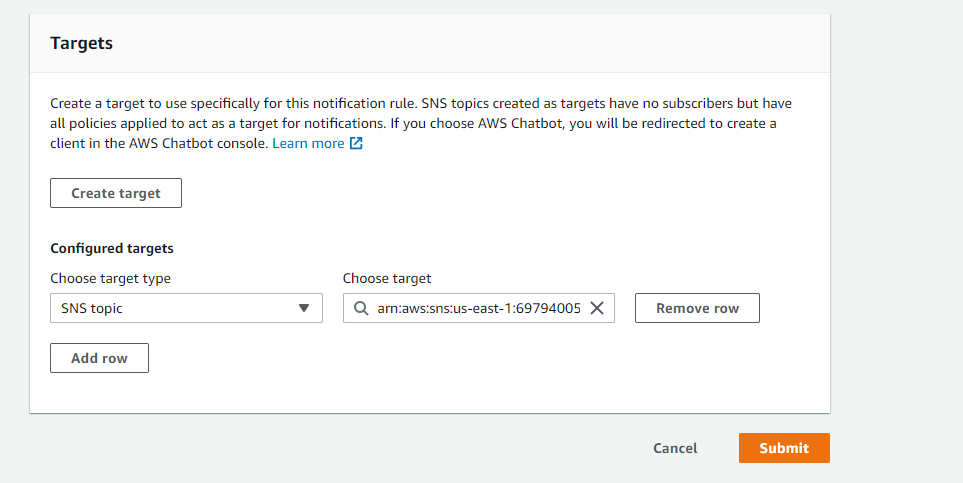 Targets
Create a target to use specifically for this notification rule. SNS topics created as targets have no subscribers but have
all policies applied to act as a target for notifications. If you choose AWS Chatbot, you will be redirected to create a
client in the AWS Chatbot console. Learn more
Create target
Configured targets
Choose target type
Choose target
SNS topic
arn:aws:sns:us-east-1:69794005
Remove row
Add row
Cancel
Submit